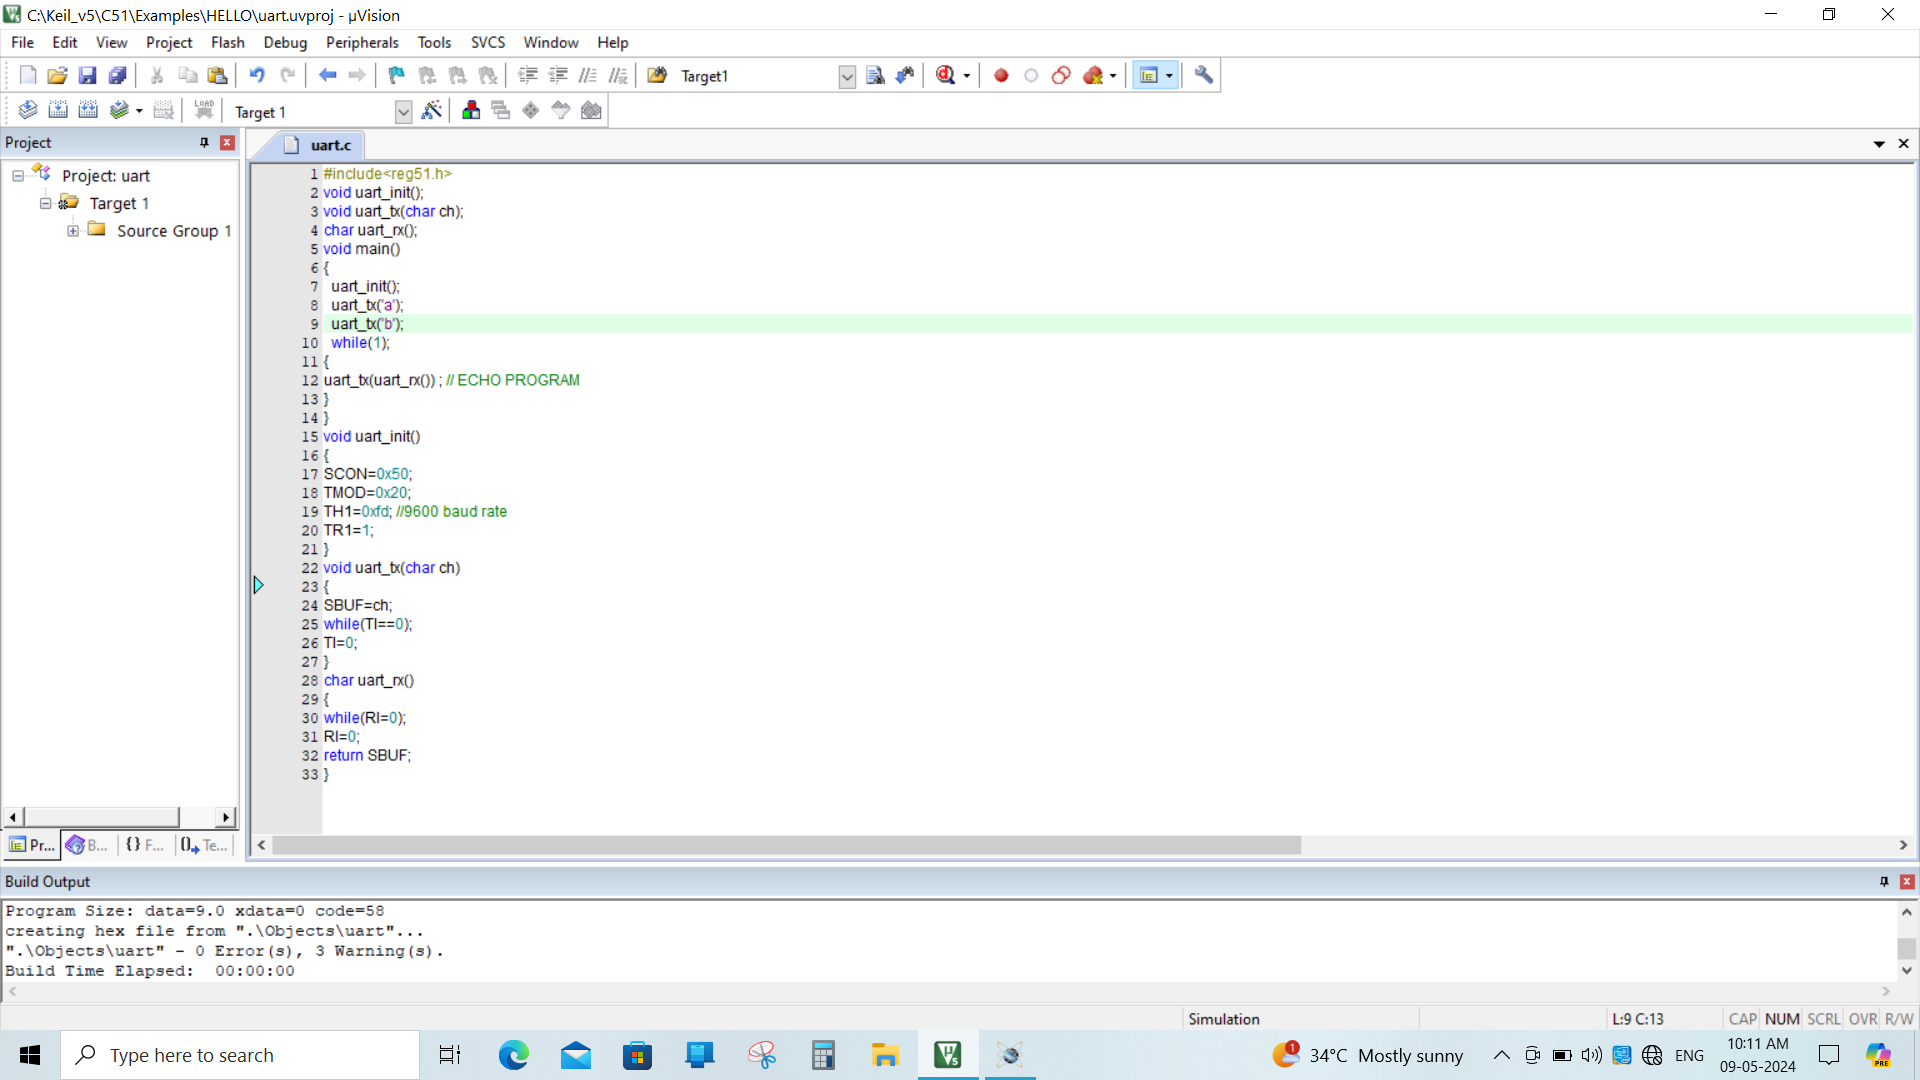 C:\Keil_v5\C51\Examples\HELLO\uart.uvproj - µVision
File Edit View Project Flash Debug Peripherals Tools SVCS Window Help
Target1
LOAD Target 1
Project
uart.c
Project: uart
Target 1
Source Group 1
1 #include<reg51.h>
2 void uart_init();
3 void uart_tx(char ch);
4 char uart_rx();
5 void main()
6 {
7 uart_init();
8 uart_tx('a');
9 uart_tx('b');
10 while(1);
11 {
12 uart_tx(uart_rx()) ; // ECHO PROGRAM
13 }
14 }
15 void uart_init()
16 {
17 SCON=0x50;
18 TMOD=0x20;
19 TH1=0xfd; //9600 baud rate
20 TR1=1;
21 }
22 void uart_tx(char ch)
23 {
24 SBUF=ch;
25 while(TI==0);
26 TI=0;
27 }
28 char uart_rx()
29 {
30 while(RI=0);
31 RI=0;
32 return SBUF;
33 }
Pr... B... {} F... Te...
Build Output
Program Size: data=9.0 xdata=0 code=58
creating hex file from ".\Objects\uart"...
".\Objects\uart" - 0 Error(s), 3 Warning(s).
Build Time Elapsed:  00:00:00
Simulation L:9 C:13 CAP NUM SCRL OVR R/W
Type here to search
1 34°C Mostly sunny
ENG
10:11 AM
09-05-2024
PRE